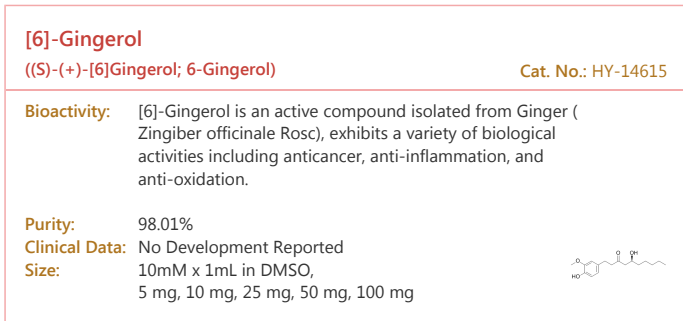 [6]-Gingerol
((S)-(+)-[6]Gingerol; 6-Gingerol) Cat. No.: HY-14615
Bioactivity: [6]-Gingerol is an active compound isolated from Ginger (
Zingiber officinale Rosc), exhibits a variety of biological
activities including anticancer, anti-inflammation, and
anti-oxidation.
Purity: 98.01%
Clinical Data: No Development Reported
Size: 10mM x 1mL in DMSO,
5 mg, 10 mg, 25 mg, 50 mg, 100 mg
O OH
O
HO